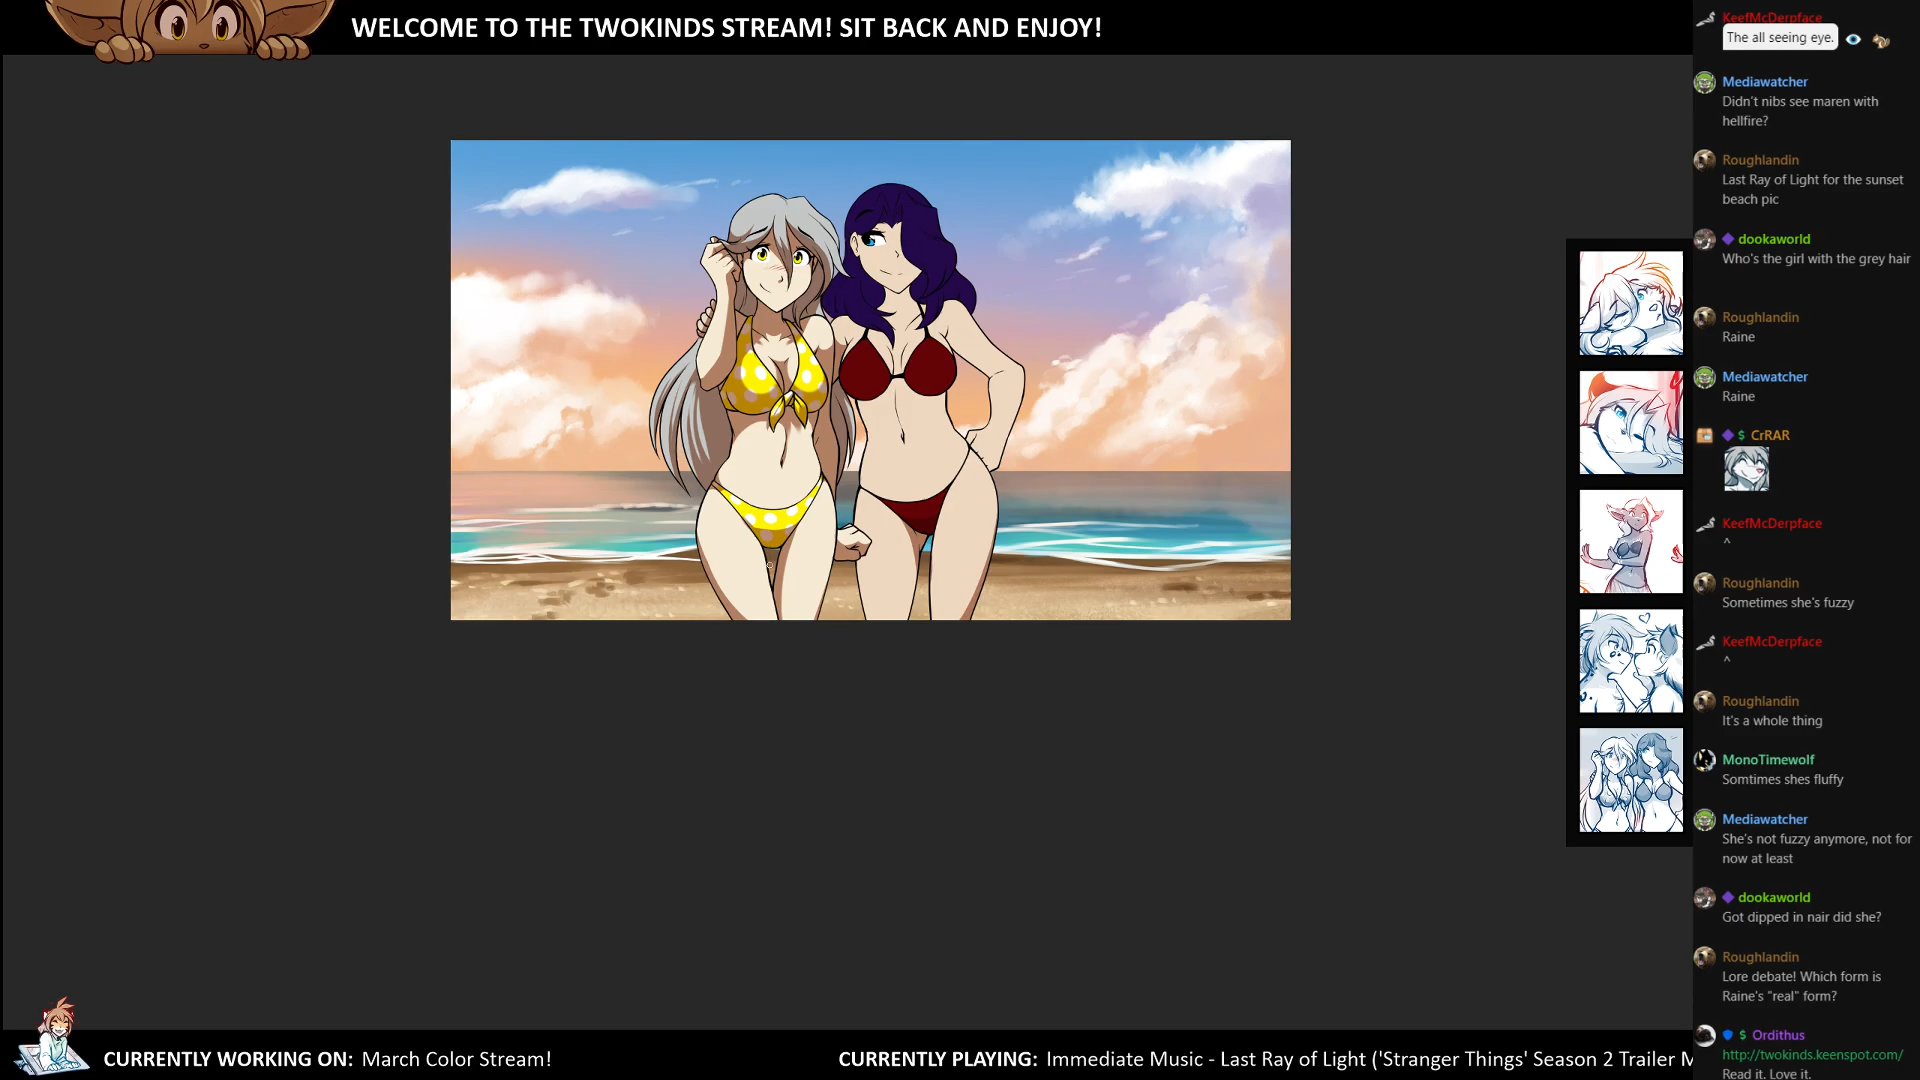 WELCOME TO THE TWOKINDS STREAM! SIT BACK AND ENJOY!
KeefMcDerpface
The all seeing eye.
Mediawatcher
Didn't nibs see maren with
hellfire?
Roughlandin
Last Ray of Light for the sunset
beach pic
dookaworld
Who's the girl with the grey hair
Roughlandin
Raine
Mediawatcher
Raine
$ CrRAR
KeefMcDerpface
^
Roughlandin
Sometimes she's fuzzy
KeefMcDerpface
^
Roughlandin
It's a whole thing
MonoTimewolf
Somtimes shes fluffy
Mediawatcher
She's not fuzzy anymore, not for
now at least
dookaworld
Got dipped in nair did she?
Roughlandin
Lore debate! Which form is
Raine's "real" form?
$ Ordithus
http://twokinds.keenspot.com/
Read it. Love it.
CURRENTLY WORKING ON: March Color Stream!
CURRENTLY PLAYING: Immediate Music - Last Ray of Light ('Stranger Things' Season 2 Trailer M